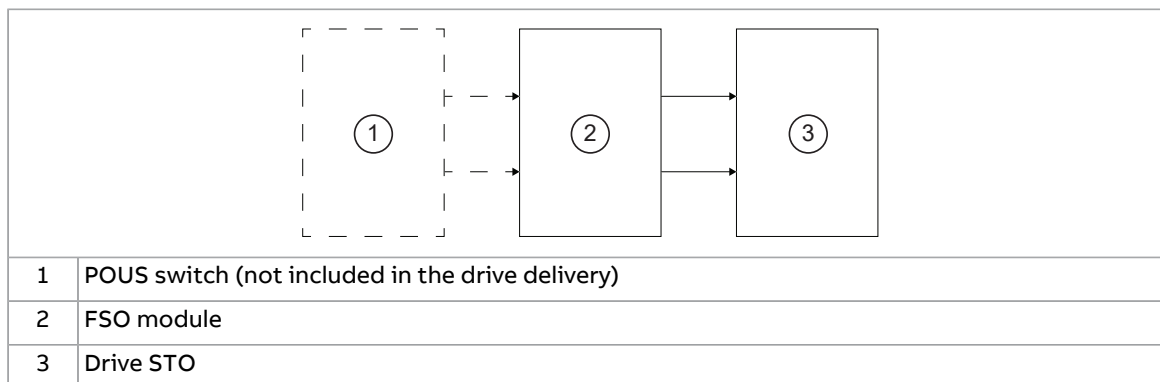 1 2 3
1 POUS switch (not included in the drive delivery)
2 FSO module
3 Drive STO